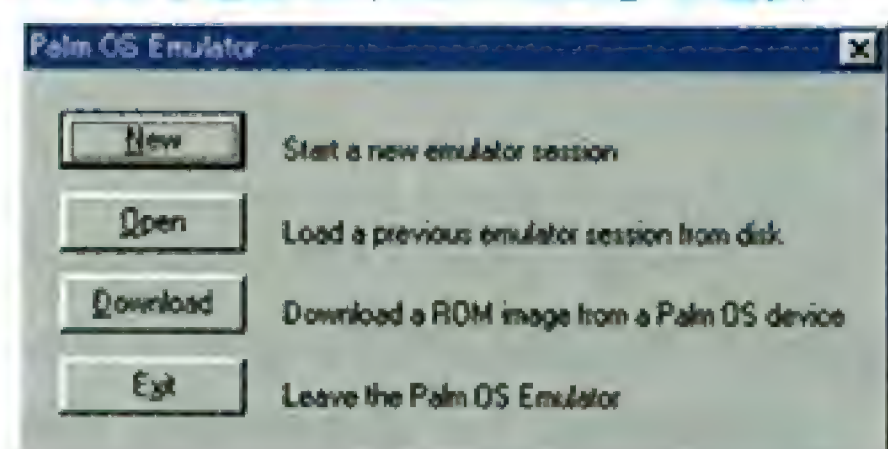 Palm OS Emulator
New Start a new emulator session
Open Load a previous emulator session from disk.
Download Download a ROM image from a Palm OS device
Exit Leave the Palm OS Emulator